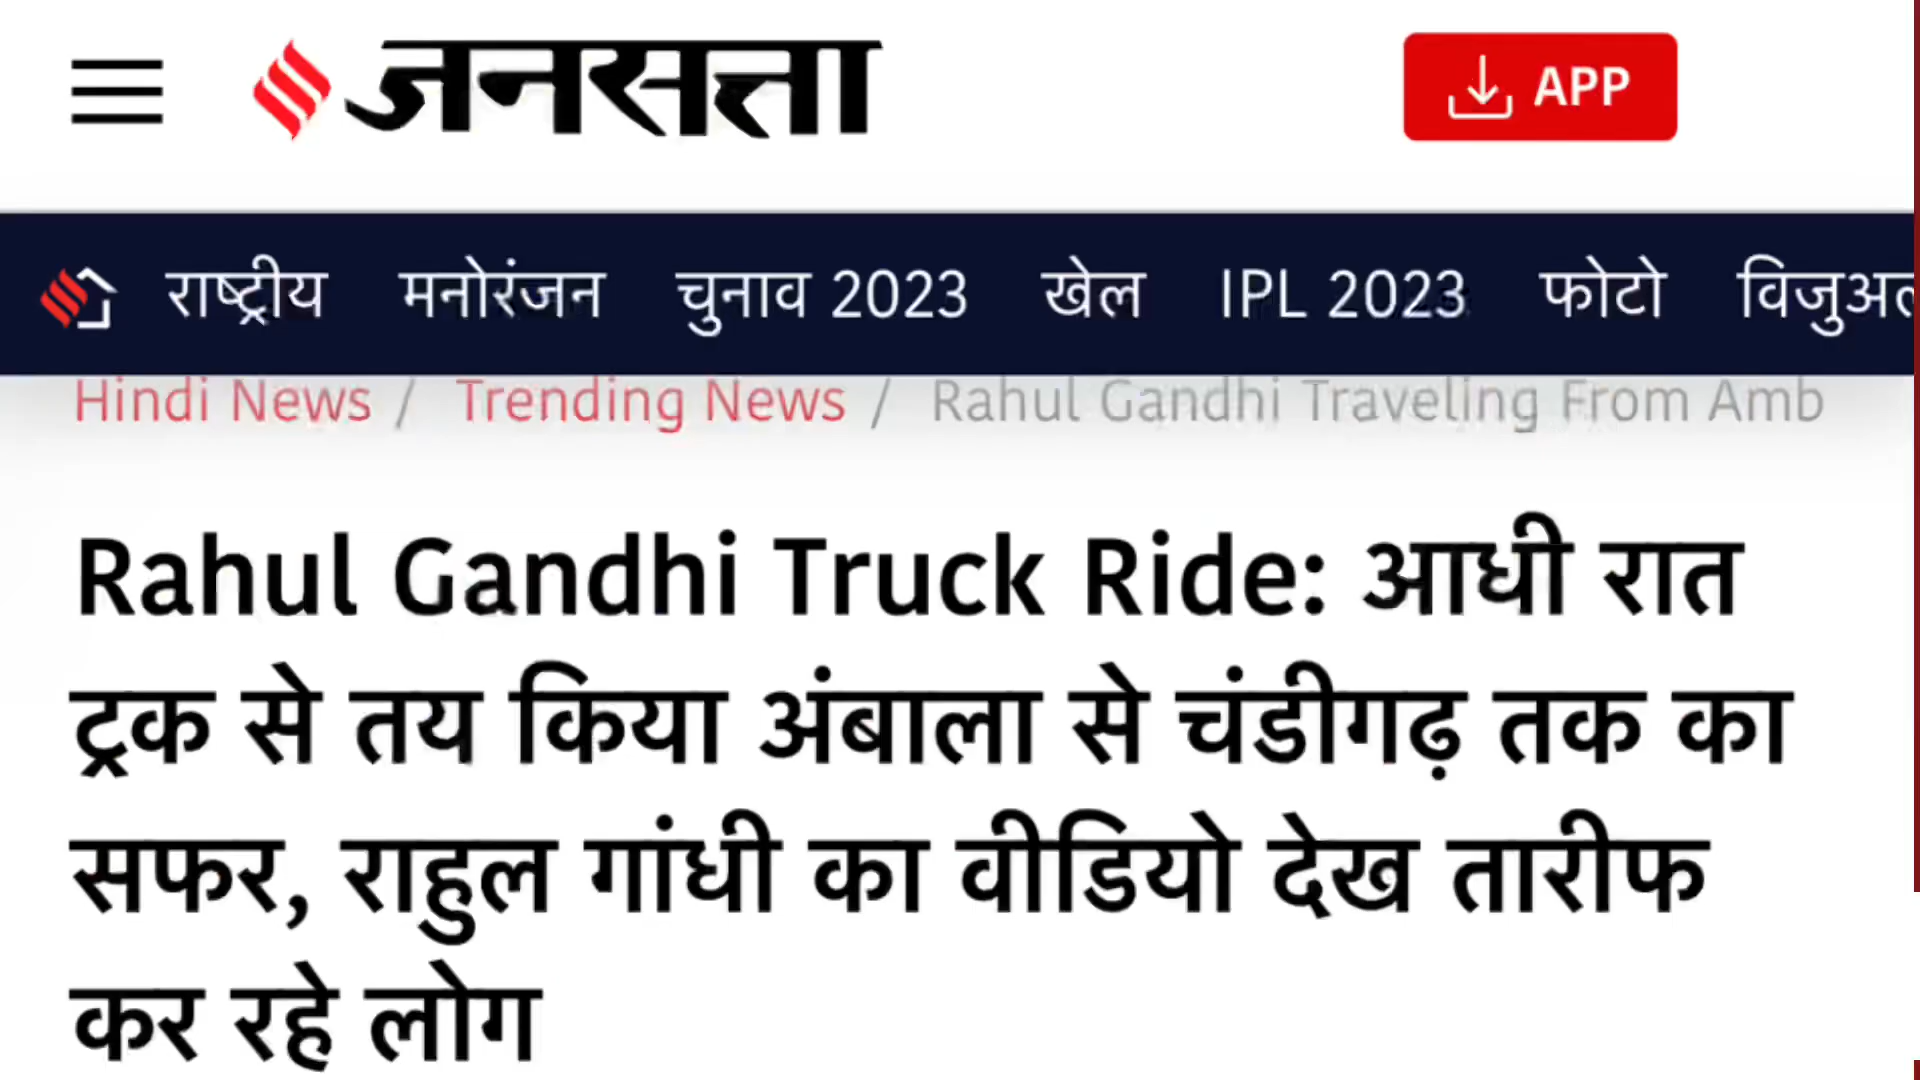 जनसत्ता
APP
राष्ट्रीय मनोरंजन चुनाव 2023 खेल IPL 2023 फोटो
Hindi News / Trending News / Rahul Gandhi Traveling From Amb
Rahul Gandhi Truck Ride: आधी रात
ट्रक से तय किया अंबाला से चंडीगढ़ तक का
सफर, राहुल गांधी का वीडियो देख तारीफ
कर रहे लोग